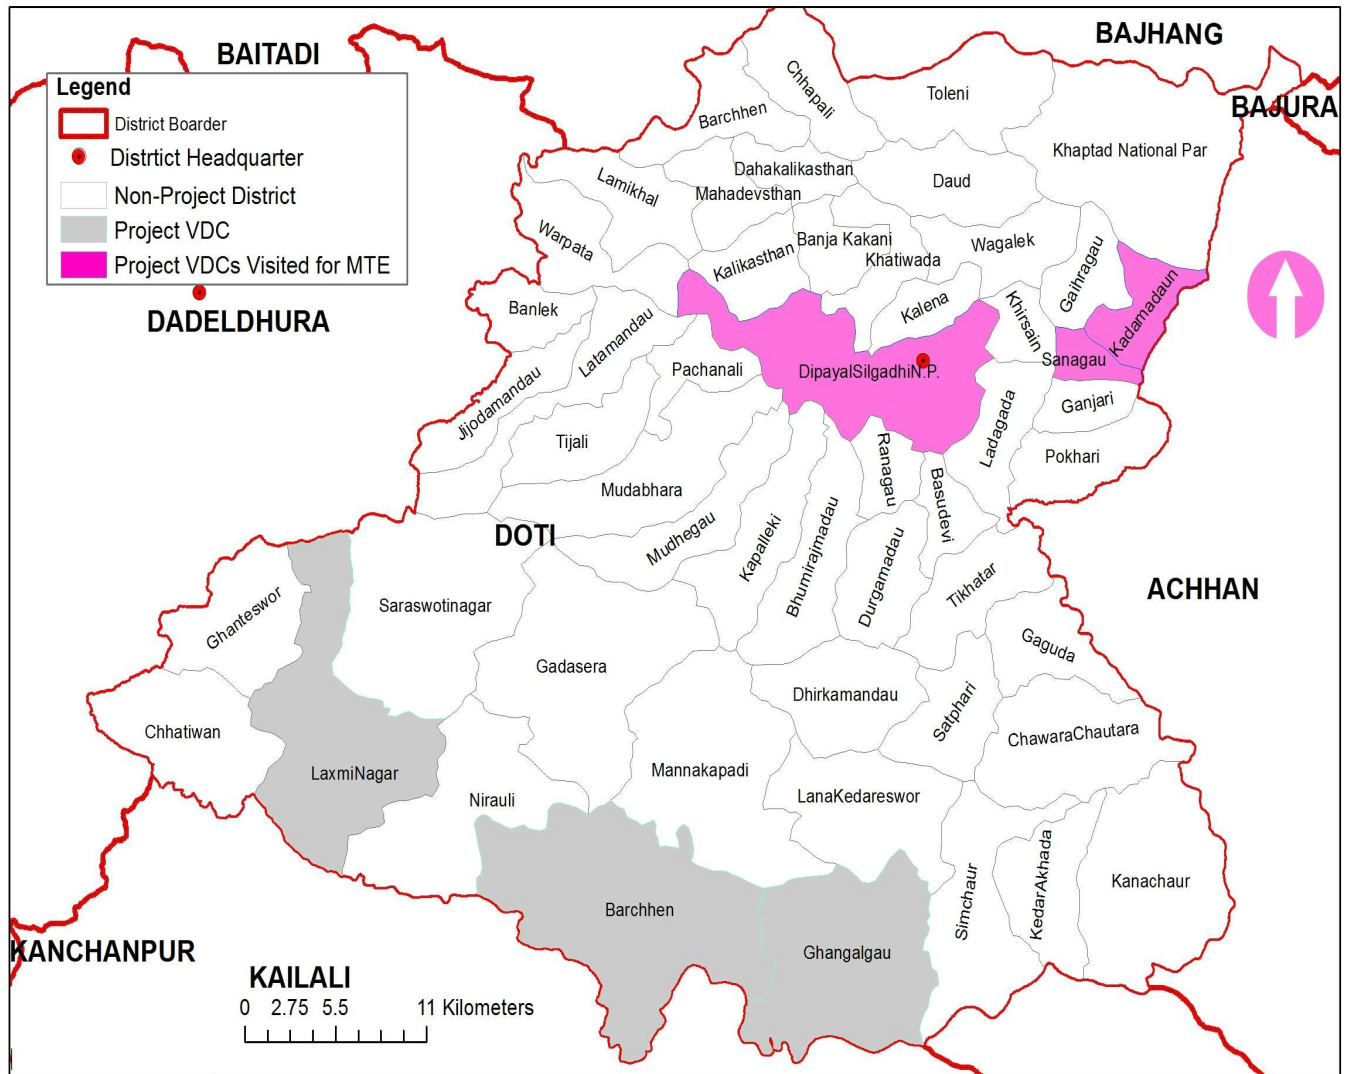 BAITADI
BAJHANG
BAJURA
Legend
District Boarder
Distrtict Headquarter
Non-Project District
Project VDC
Project VDCs Visited for MTE
DADELDHURA
Chhapali
Toleni
Barchhen
Khaptad National Par
Dahakalikasthan
Lamikhal
Mahadevsthan
Daud
Warpata
Kalikasthan
Banja Kakani
Khatiwada
Wagalek
Gaihragau
Kadamadaun
Banlek
Latamandau
Kalena
Khirsain
Sanagau
Pachanali
DipayalSilgadhiN.P.
Jijodamandau
Ladagada
Ganjari
Tijali
Pokhari
Mudabhara
Ranagau
Basudevi
DOTI
Mudhegau
Kapalleki
Bhumirajmadau
Durgamadau
Tikhatar
ACHHAN
Ghanteswor
Saraswotinagar
Gaguda
Gadasera
Dhirkamandau
Satphari
Chhatiwan
ChawaraChautara
LaxmiNagar
Mannakapadi
Nirauli
LanaKedareswor
Barchhen
Ghangalgau
Simchaur
KedarAkhada
Kanachaur
KANCHANPUR
KAILALI
0 2.75 5.5 11 Kilometers